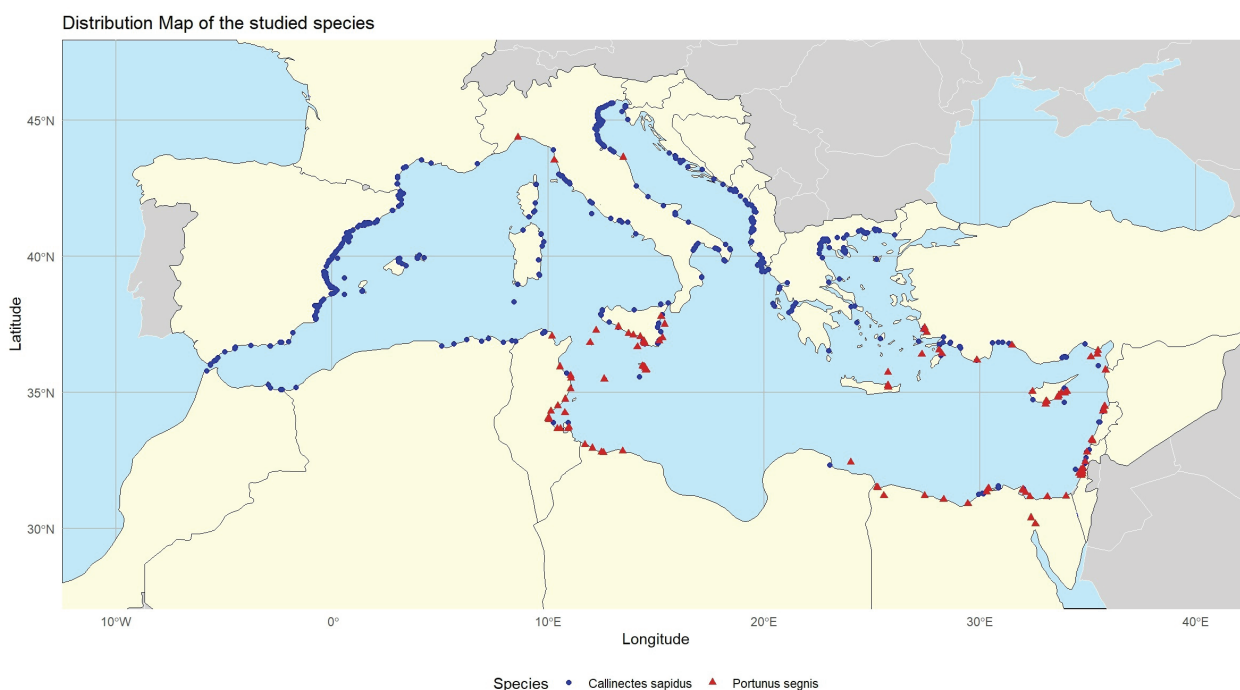 Distribution Map of the studied species
45°N
40°N
35°N
30°N
Latitude
10°W
0°
10°E
20°E
30°E
40°E
Longitude
Species Callinectes sapidus Portunus segnis